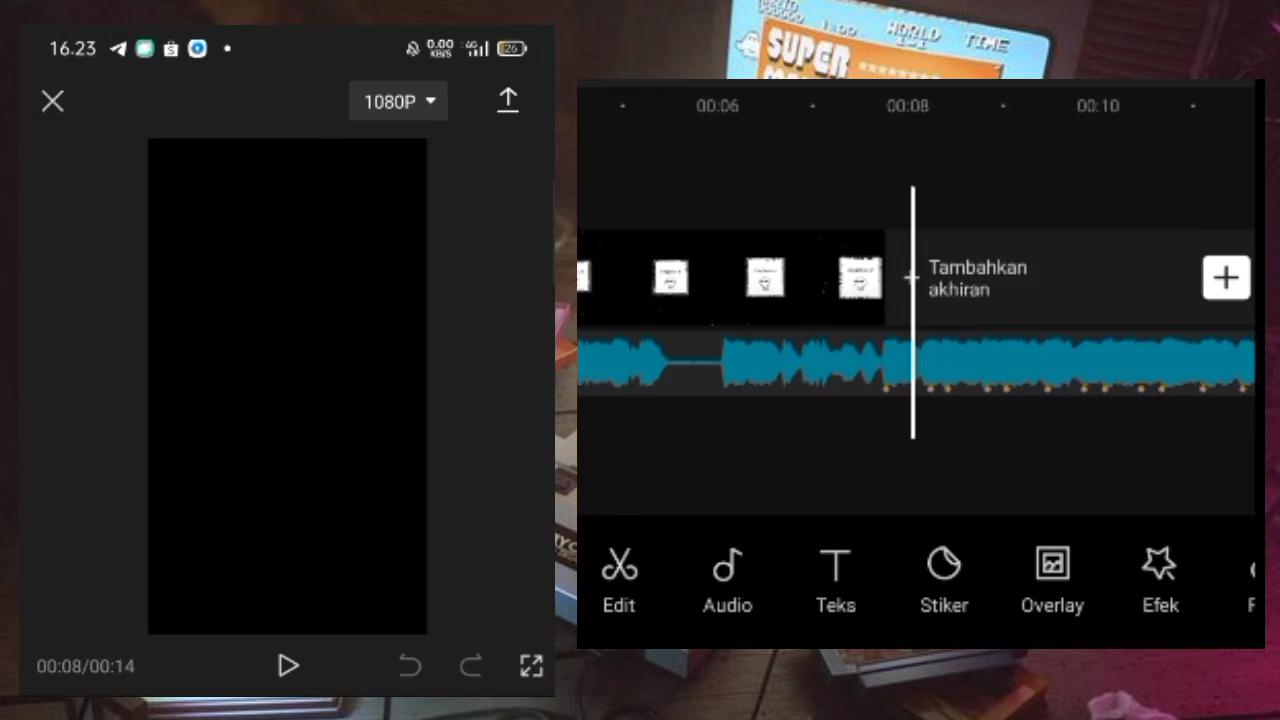 16.23
0.00
KB/S
4G
26
1080P
00:08/00:14
WORLD
TIME
SUPER
00:06
00:08
00:10
Tambahkan
akhiran
Edit
Audio
Teks
Stiker
Overlay
Efek